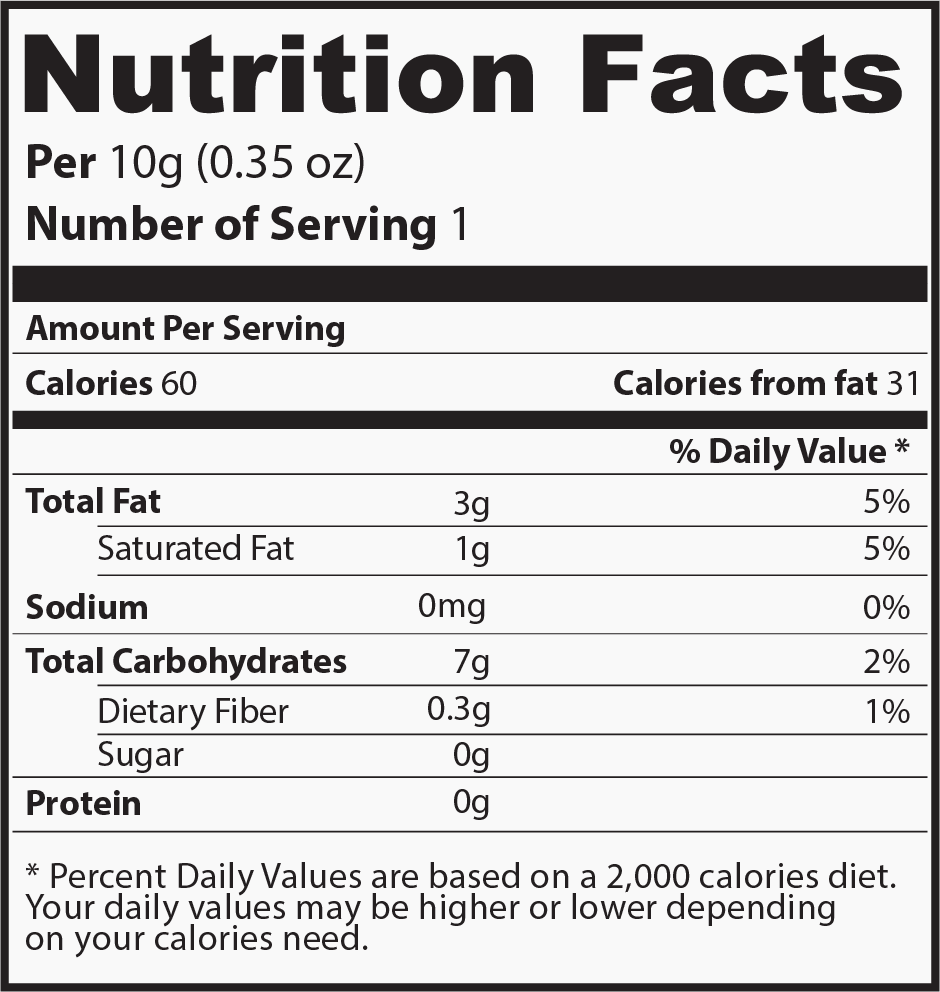 Nutrition Facts
Per 10g (0.35 oz)
Number of Serving 1
Amount Per Serving
Calories 60 Calories from fat 31
% Daily Value *
Total Fat 3g 5%
Saturated Fat 1g 5%
Sodium 0mg 0%
Total Carbohydrates 7g 2%
Dietary Fiber 0.3g 1%
Sugar 0g
Protein 0g
* Percent Daily Values are based on a 2,000 calories diet.
Your daily values may be higher or lower depending
on your calories need.